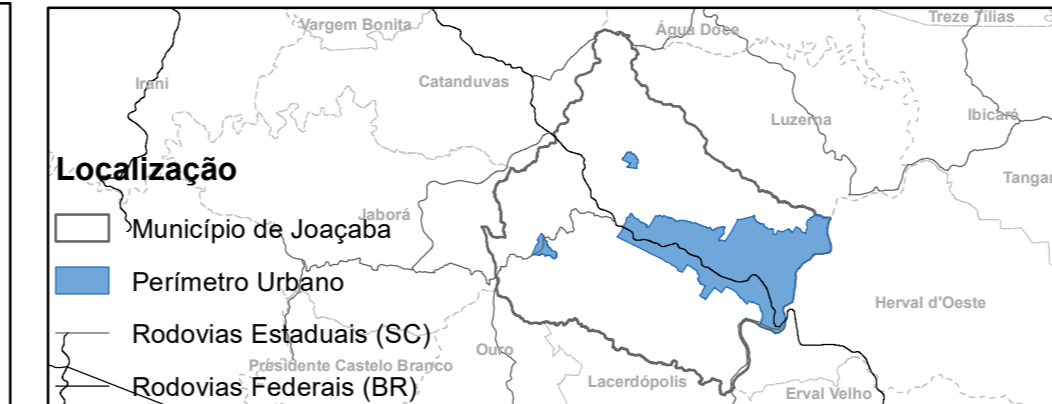 Vargem Bonita
Água Doce
Treze Tílias
Irani
Catanduvas
Luzerna
Ibicaré
Localização
Tangar
Jaborá
Município de Joaçaba
Perímetro Urbano
Herval d'Oeste
Rodovias Estaduais (SC)
Ouro
Presidente Castelo Branco
Lacerdópolis
Rodovias Federais (BR)
Erval Velho